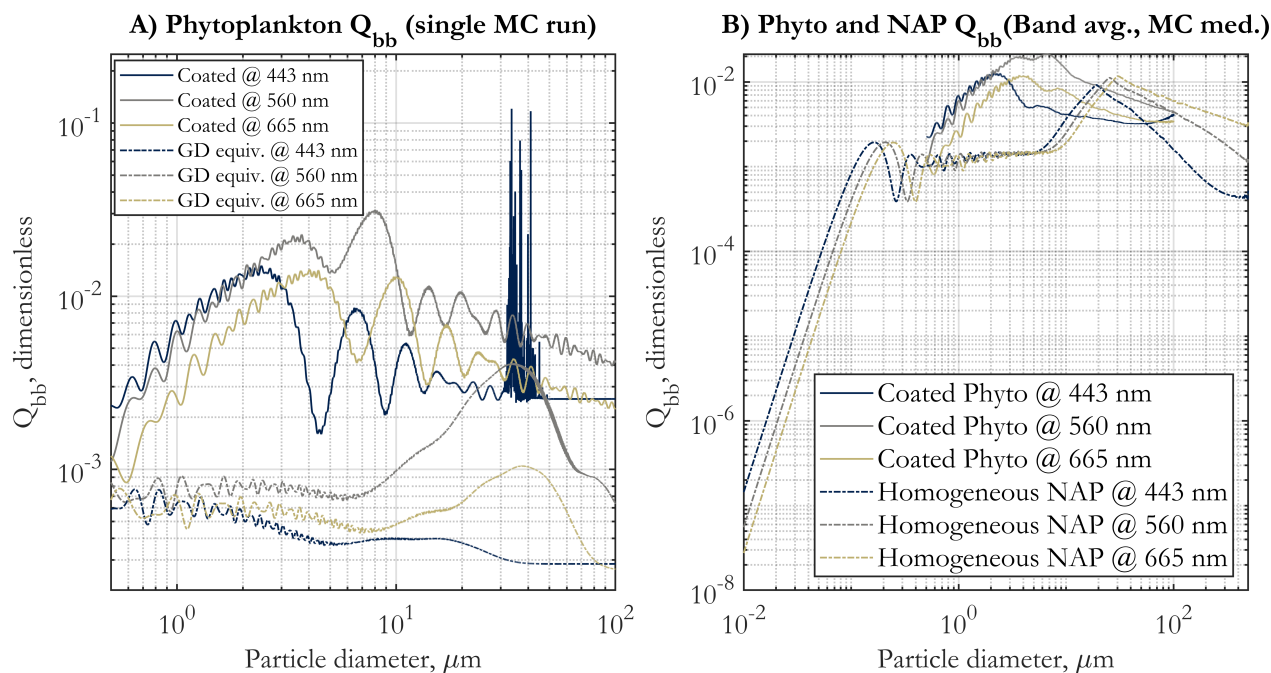 A) Phytoplankton Q_bb (single MC run)
Coated @ 443 nm
Coated @ 560 nm
Coated @ 665 nm
GD equiv. @ 443 nm
GD equiv. @ 560 nm
GD equiv. @ 665 nm
10^-1
10^-2
10^-3
Q_bb, dimensionless
10^0
10^1
10^2
Particle diameter, μm
B) Phyto and NAP Q_bb(Band avg., MC med.)
10^-2
10^-4
10^-6
10^-8
Q_bb, dimensionless
Coated Phyto @ 443 nm
Coated Phyto @ 560 nm
Coated Phyto @ 665 nm
Homogeneous NAP @ 443 nm
Homogeneous NAP @ 560 nm
Homogeneous NAP @ 665 nm
10^-2
10^0
10^2
Particle diameter, μm